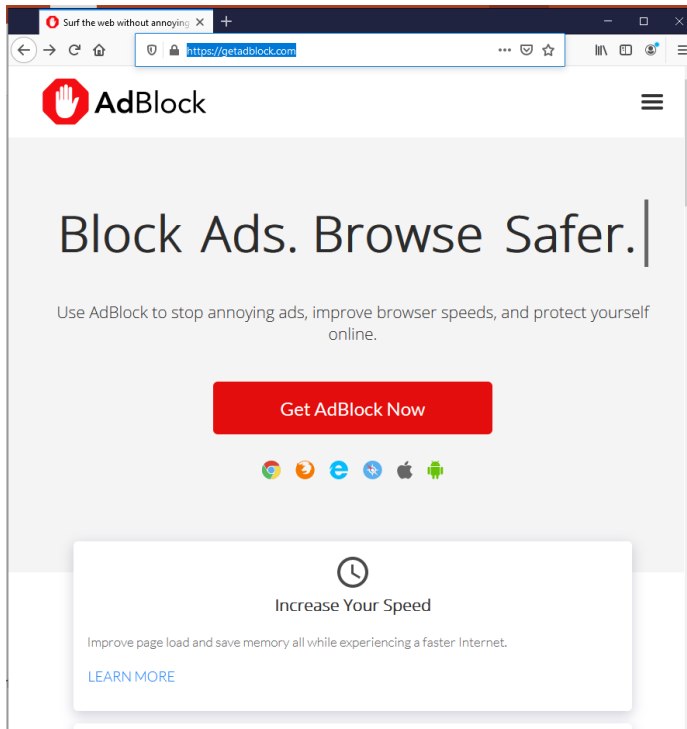 Surf the web without annoying
https://getadblock.com
AdBlock
Block Ads. Browse Safer.
Use AdBlock to stop annoying ads, improve browser speeds, and protect yourself
online.
Get AdBlock Now
Increase Your Speed
Improve page load and save memory all while experiencing a faster Internet.
LEARN MORE